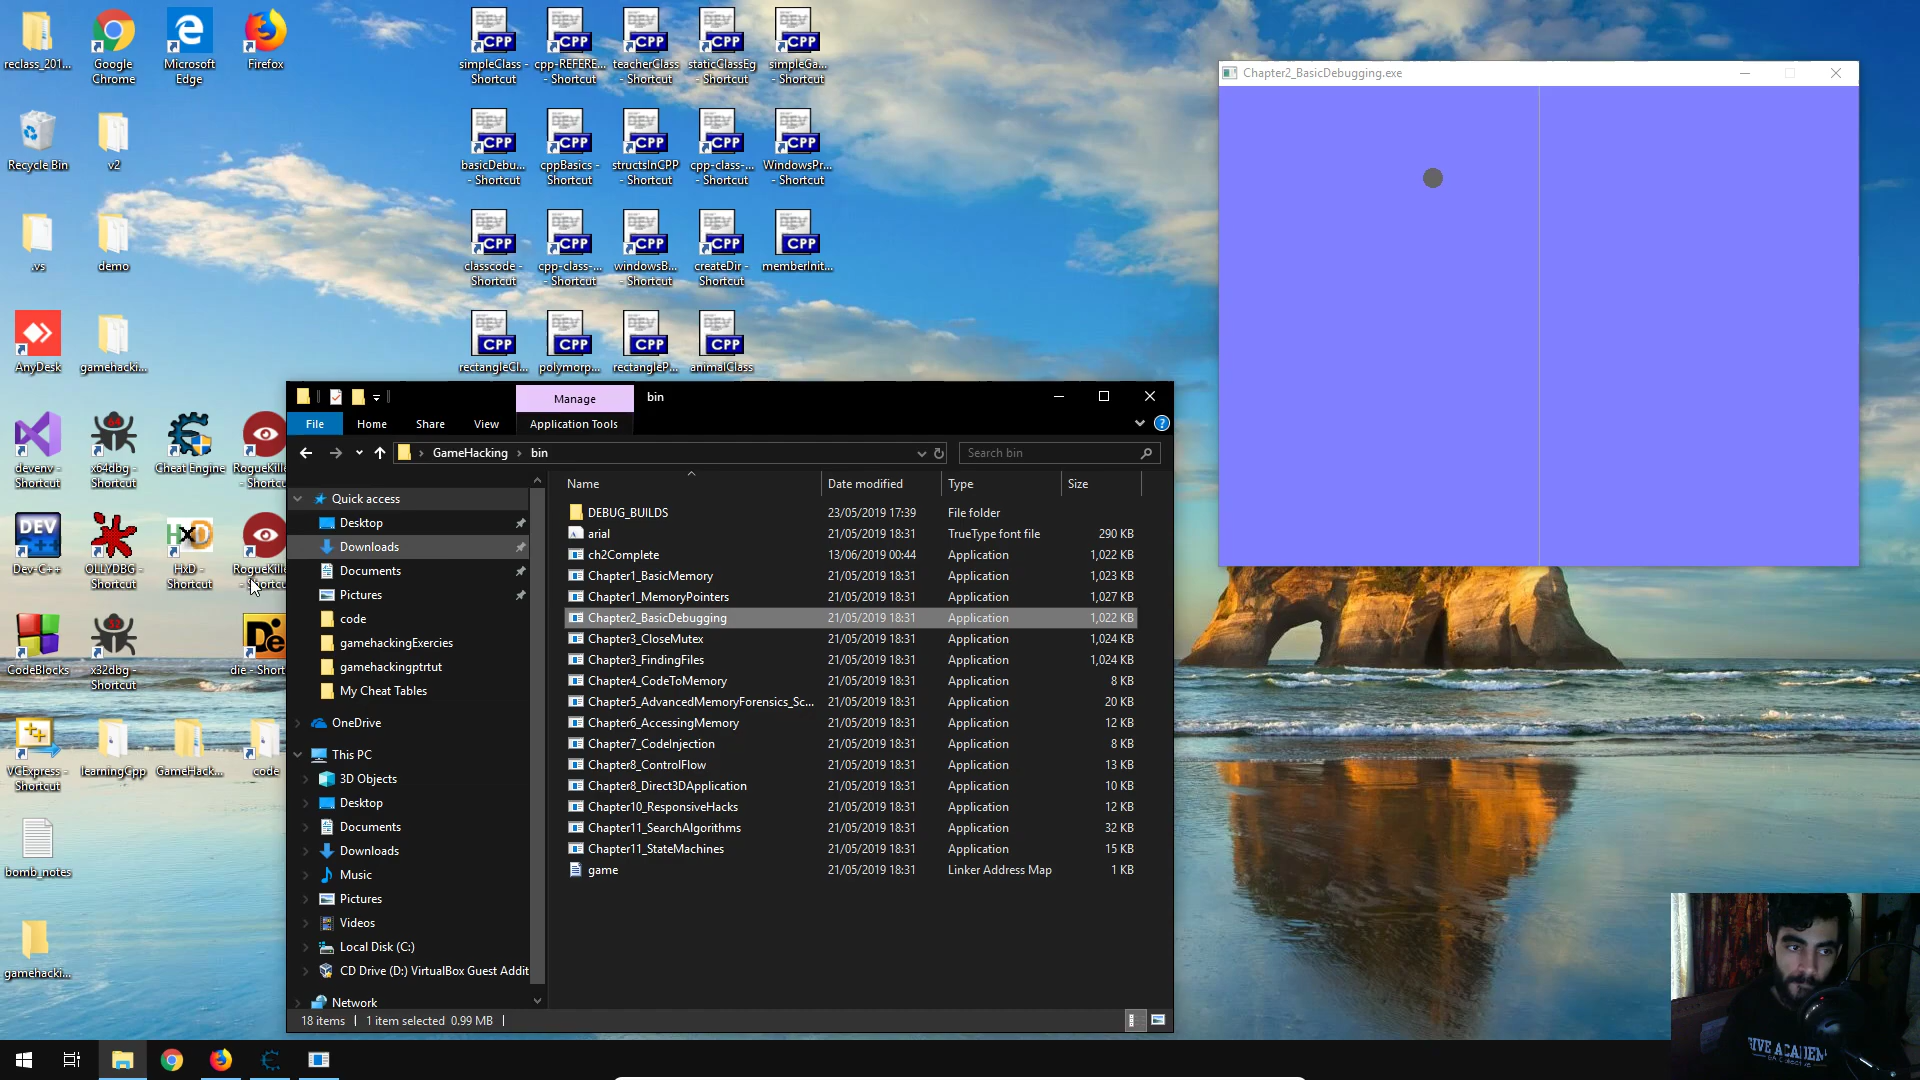 reclass_201...
Google Chrome
Microsoft Edge
Firefox
Recycle Bin
v2
.vs
demo
AnyDesk
gamehacki...
devenv - Shortcut
x64dbg - Shortcut
Cheat Engine
RogueKille
- Shortcu
Dev-C++
OLLYDBG - Shortcut
HxD - Shortcut
RogueKille
- Shortcu
CodeBlocks
x32dbg - Shortcut
die - Short
VCExpress - Shortcut
learningCpp
GameHack...
code
bomb_notes
gamehacki...
simpleClass - Shortcut
cpp-REFERE... - Shortcut
teacherClass - Shortcut
staticClassEg - Shortcut
simpleGa... - Shortcut
basicDebu... - Shortcut
cppBasics - Shortcut
structsInCPP - Shortcut
cpp-class-... - Shortcut
WindowsPr... - Shortcut
classcode - Shortcut
cpp-class-... - Shortcut
windowsB... - Shortcut
createDir - Shortcut
memberInit...
rectangleCl...
polymorp...
rectangleP...
animalClass
Chapter2_BasicDebugging.exe
Manage
bin
File
Home
Share
View
Application Tools
GameHacking
bin
Search bin
Name
Date modified
Type
Size
Quick access
Desktop
Downloads
Documents
Pictures
code
gamehackingExercies
gamehackingptrtut
My Cheat Tables
OneDrive
This PC
3D Objects
Desktop
Documents
Downloads
Music
Pictures
Videos
Local Disk (C:)
CD Drive (D:) VirtualBox Guest Addit
Network
DEBUG_BUILDS 23/05/2019 17:39 File folder
arial 21/05/2019 18:31 TrueType font file 290 KB
ch2Complete 13/06/2019 00:44 Application 1,022 KB
Chapter1_BasicMemory 21/05/2019 18:31 Application 1,023 KB
Chapter1_MemoryPointers 21/05/2019 18:31 Application 1,027 KB
Chapter2_BasicDebugging 21/05/2019 18:31 Application 1,022 KB
Chapter3_CloseMutex 21/05/2019 18:31 Application 1,024 KB
Chapter3_FindingFiles 21/05/2019 18:31 Application 1,024 KB
Chapter4_CodeToMemory 21/05/2019 18:31 Application 8 KB
Chapter5_AdvancedMemoryForensics_Sc... 21/05/2019 18:31 Application 20 KB
Chapter6_AccessingMemory 21/05/2019 18:31 Application 12 KB
Chapter7_CodeInjection 21/05/2019 18:31 Application 8 KB
Chapter8_ControlFlow 21/05/2019 18:31 Application 13 KB
Chapter8_Direct3DApplication 21/05/2019 18:31 Application 10 KB
Chapter10_ResponsiveHacks 21/05/2019 18:31 Application 12 KB
Chapter11_SearchAlgorithms 21/05/2019 18:31 Application 32 KB
Chapter11_StateMachines 21/05/2019 18:31 Application 15 KB
game 21/05/2019 18:31 Linker Address Map 1 KB
18 items
1 item selected 0.99 MB